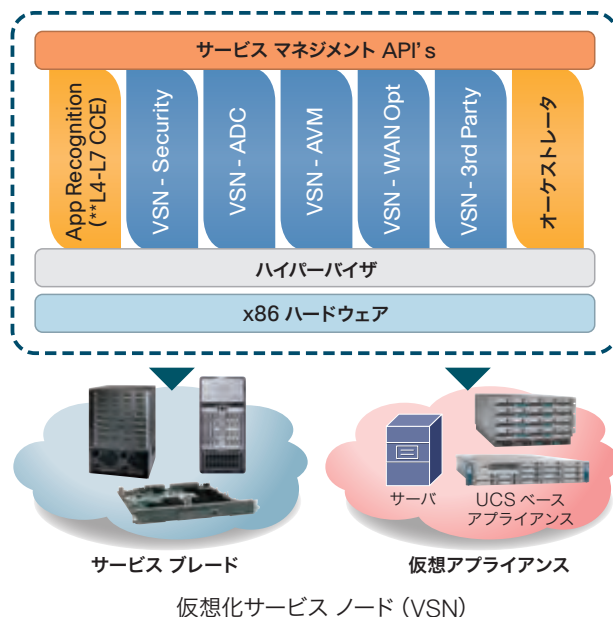 サービス マネジメント API's
App Recognition
(**L4-L7 CCE)
VSN - Security
VSN - ADC
VSN - AVM
VSN - WAN Opt
VSN - 3rd Party
オーケストレータ
ハイパーバイザ
x86 ハードウェア
サーバ
UCS ベース
アプライアンス
サービス ブレード
仮想アプライアンス
仮想化サービス ノード（VSN）